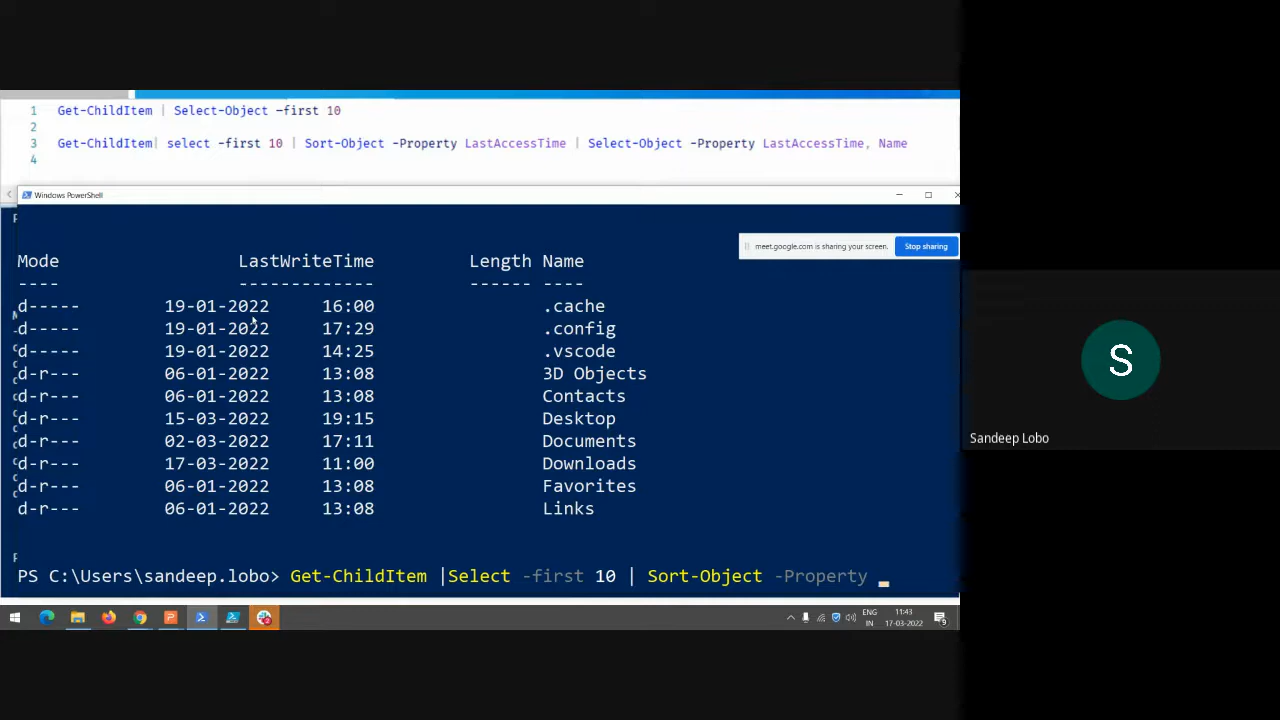 1 Get-ChildItem | Select-Object -first 10
2
3 Get-ChildItem| select -first 10 | Sort-Object -Property LastAccessTime | Select-Object -Property LastAccessTime, Name
4
Windows PowerShell
meet.google.com is sharing your screen. Stop sharing
Mode LastWriteTime Length Name
---- ------------- ------ ----
d----- 19-01-2022 16:00 .cache
d----- 19-01-2022 17:29 .config
d----- 19-01-2022 14:25 .vscode
d-r--- 06-01-2022 13:08 3D Objects
d-r--- 06-01-2022 13:08 Contacts
d-r--- 15-03-2022 19:15 Desktop
d-r--- 02-03-2022 17:11 Documents
d-r--- 17-03-2022 11:00 Downloads
d-r--- 06-01-2022 13:08 Favorites
d-r--- 06-01-2022 13:08 Links
PS C:\Users\sandeep.lobo> Get-ChildItem |Select -first 10 | Sort-Object -Property _
S
Sandeep Lobo
ENG
IN
11:43
17-03-2022